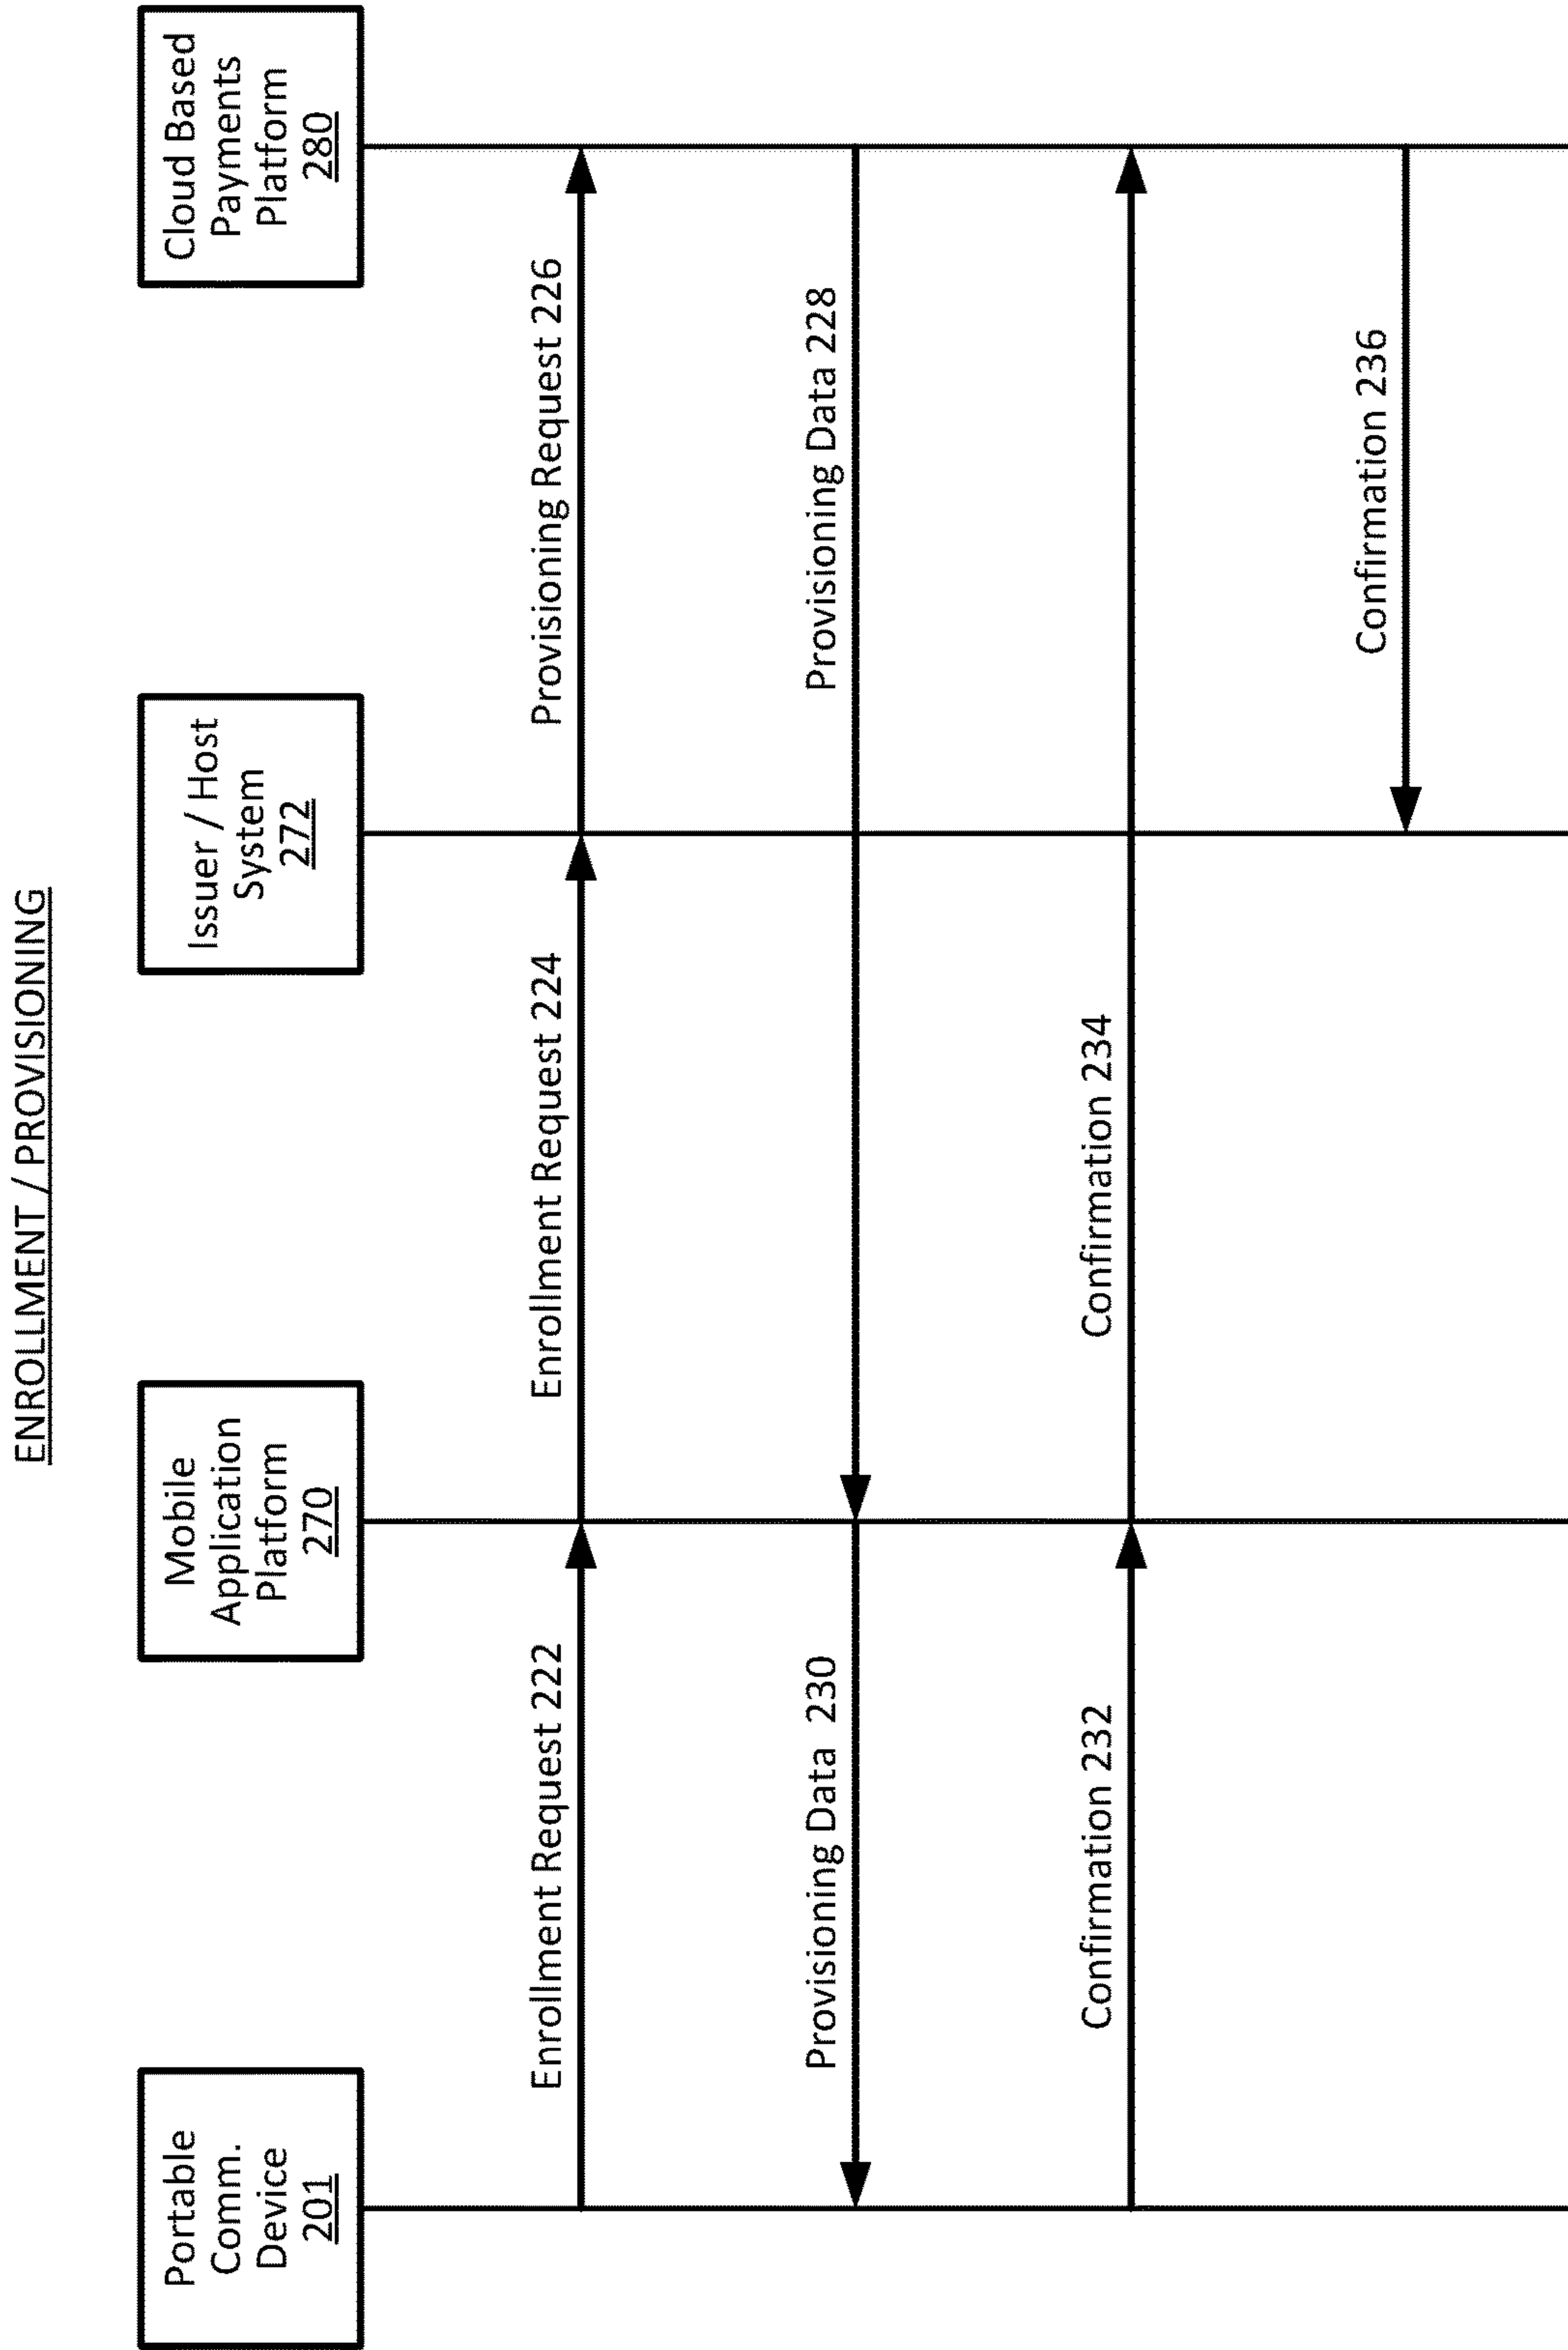 ENROLLMENT / PROVISIONING
Portable
Comm.
Device
201
Mobile
Application
Platform
270
Issuer / Host
System
272
Cloud Based
Payments
Platform
280
Enrollment Request 222
Enrollment Request 224
Provisioning Request 226
Provisioning Data 230
Provisioning Data 228
Confirmation 232
Confirmation 234
Confirmation 236